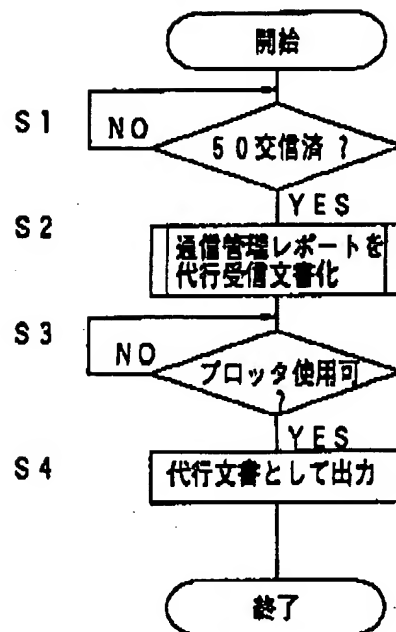 開始
S1
NO
50交信済 ?
YES
S2
通信管理レポートを
代行受信文書化
S3
NO
プロッタ使用可
?
YES
S4
代行文書として出力
終了